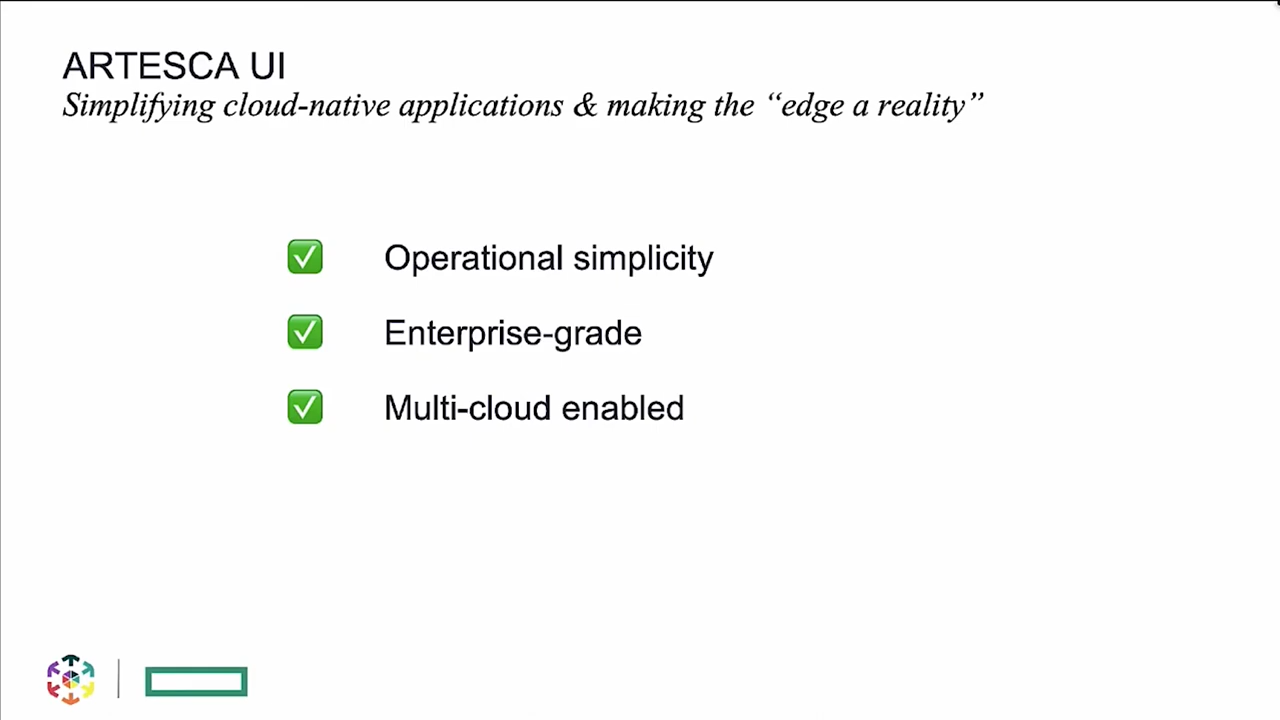 ARTESCA UI
Simplifying cloud-native applications & making the “edge a reality”
Operational simplicity
Enterprise-grade
Multi-cloud enabled